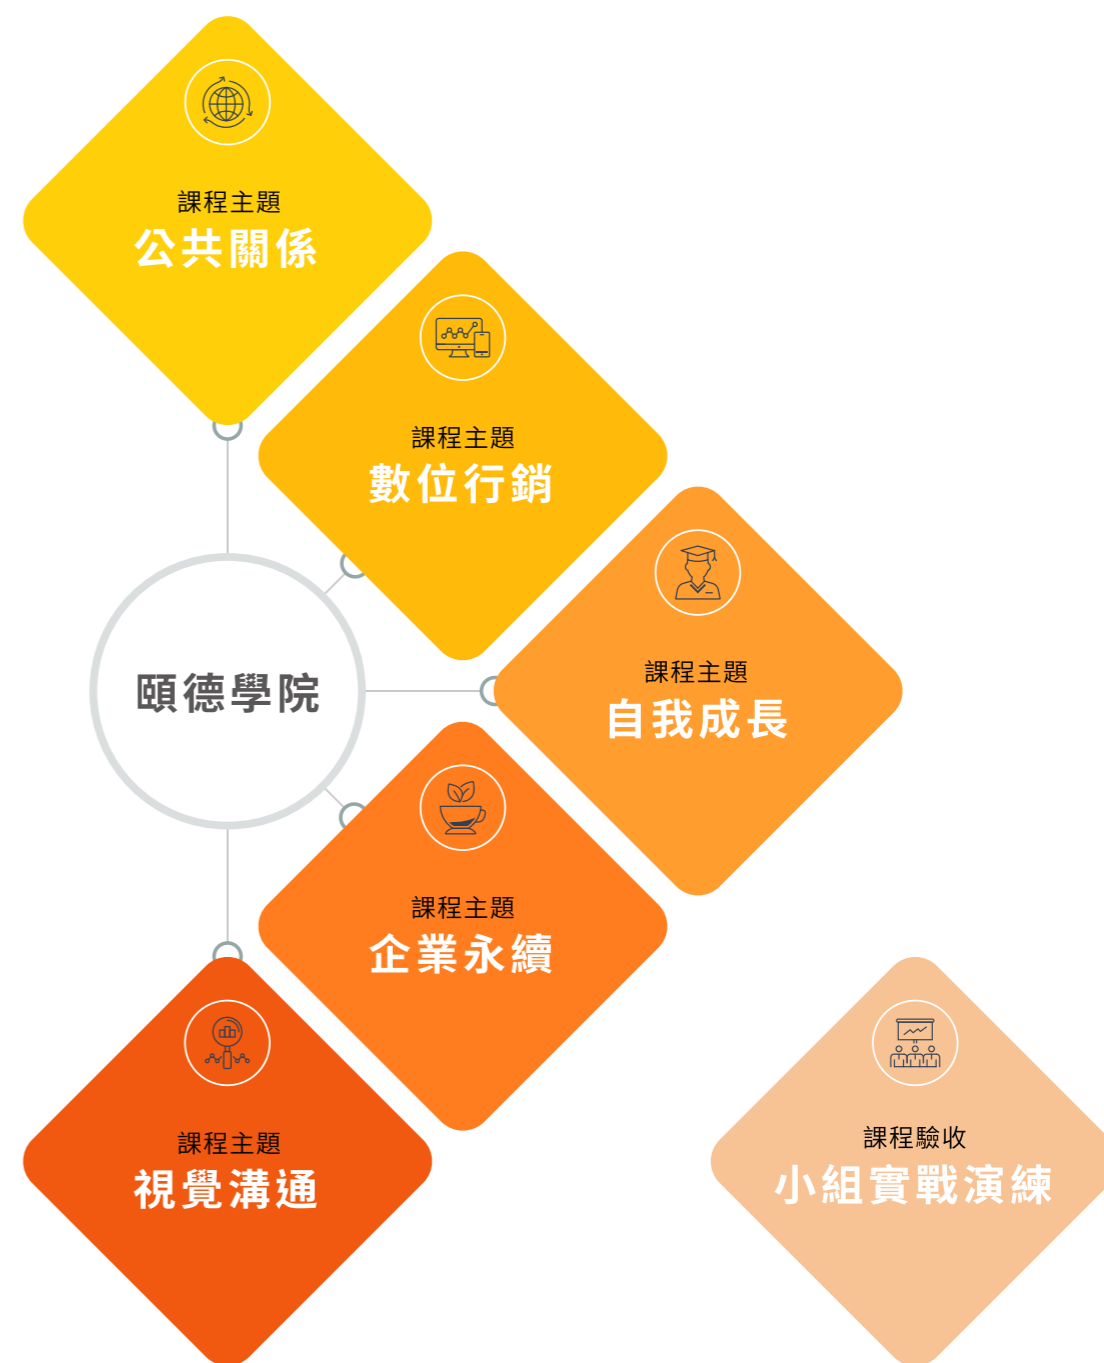 課程主題
公共關係
課程主題
數位行銷
課程主題
自我成長
頤德學院
課程主題
企業永續
課程主題
視覺溝通
課程驗收
小組實戰演練